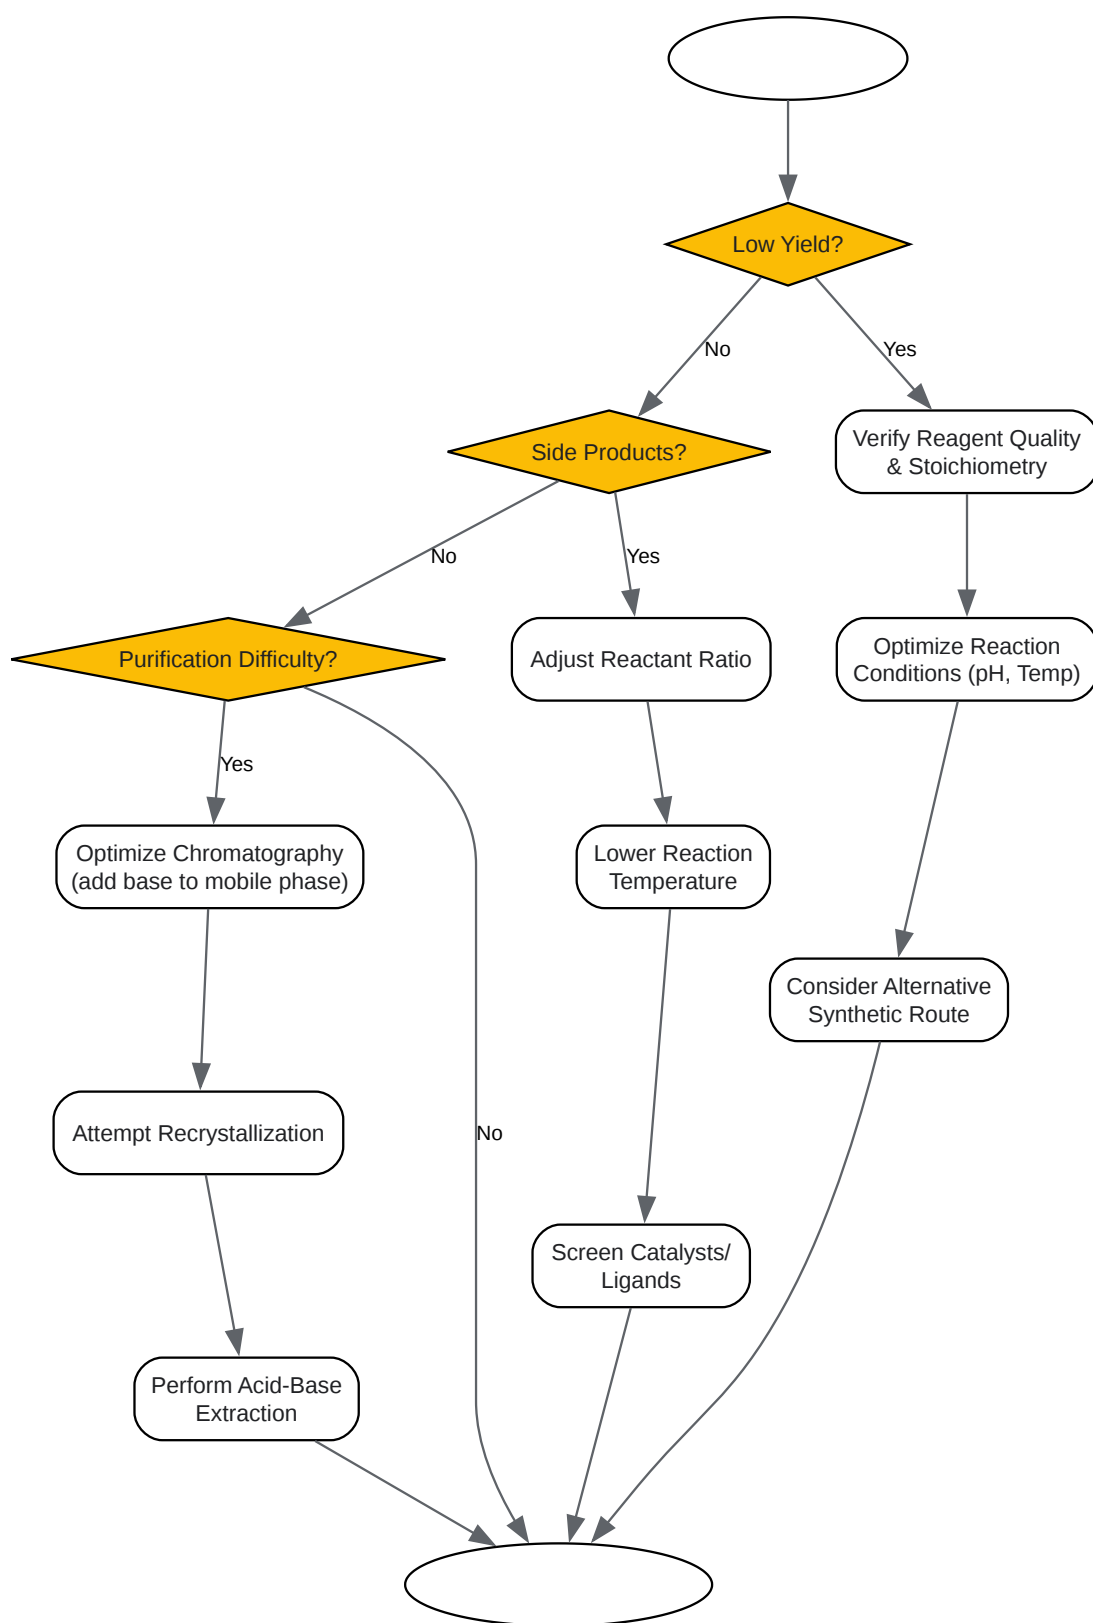 Low Yield?
No
Yes
Side Products?
Verify Reagent Quality
& Stoichiometry
No
Yes
Purification Difficulty?
Adjust Reactant Ratio
Optimize Reaction
Conditions (pH, Temp)
Yes
Optimize Chromatography
(add base to mobile phase)
Lower Reaction
Temperature
Consider Alternative
Synthetic Route
Attempt Recrystallization
No
Screen Catalysts/
Ligands
Perform Acid-Base
Extraction